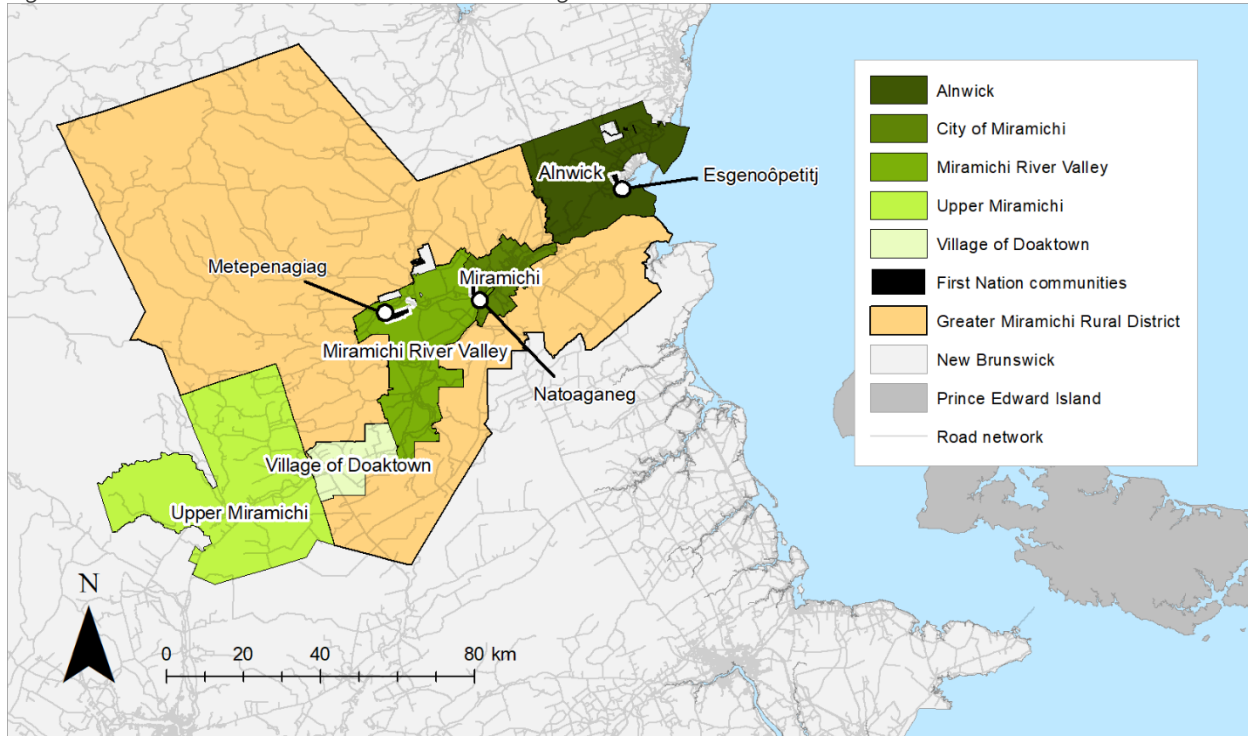 Alnwick
City of Miramichi
Miramichi River Valley
Upper Miramichi
Village of Doaktown
First Nation communities
Greater Miramichi Rural District
New Brunswick
Prince Edward Island
Road network
Alnwick
Esgenoôpetitj
Metepenagiag
Miramichi
Miramichi River Valley
Natoaganeg
Village of Doaktown
Upper Miramichi
N
0 20 40 80 km